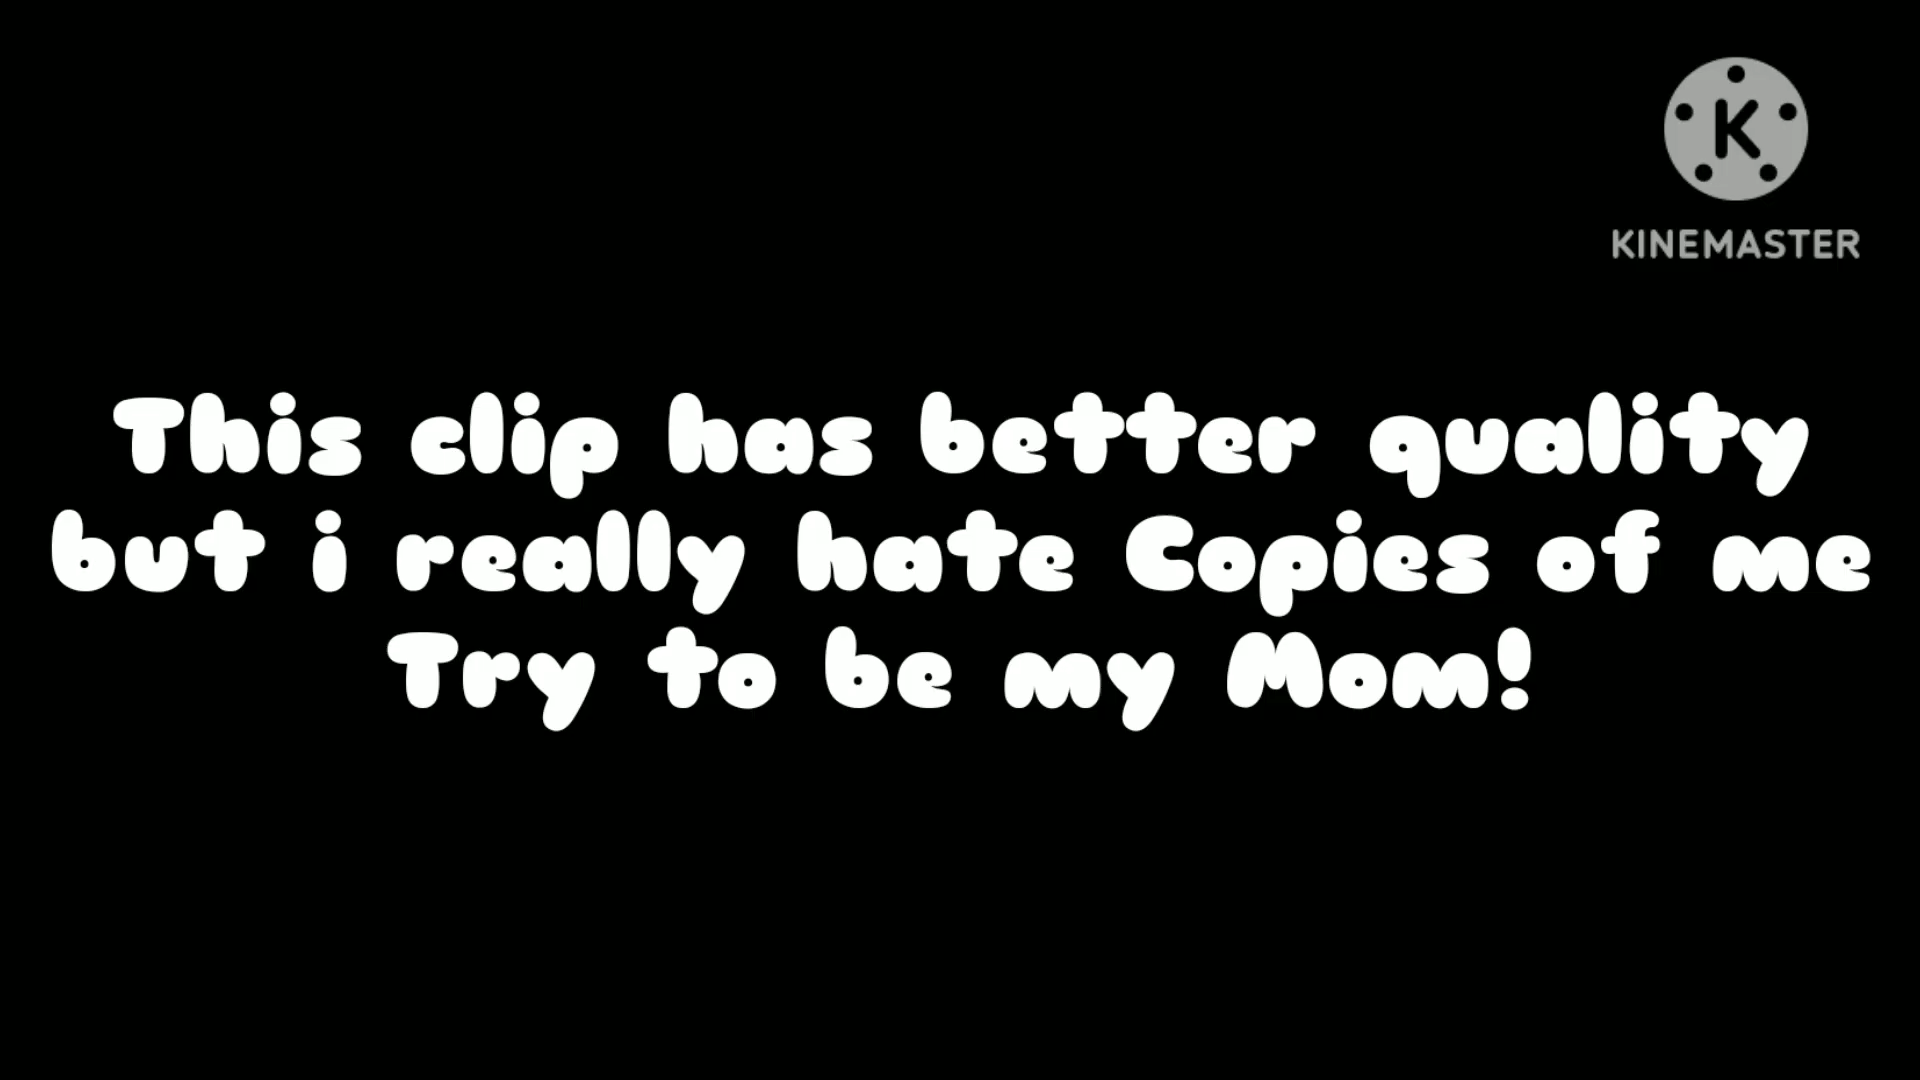 K
KINEMASTER
This clip has better quality
but i really hate Copies of me
Try to be my Mom!